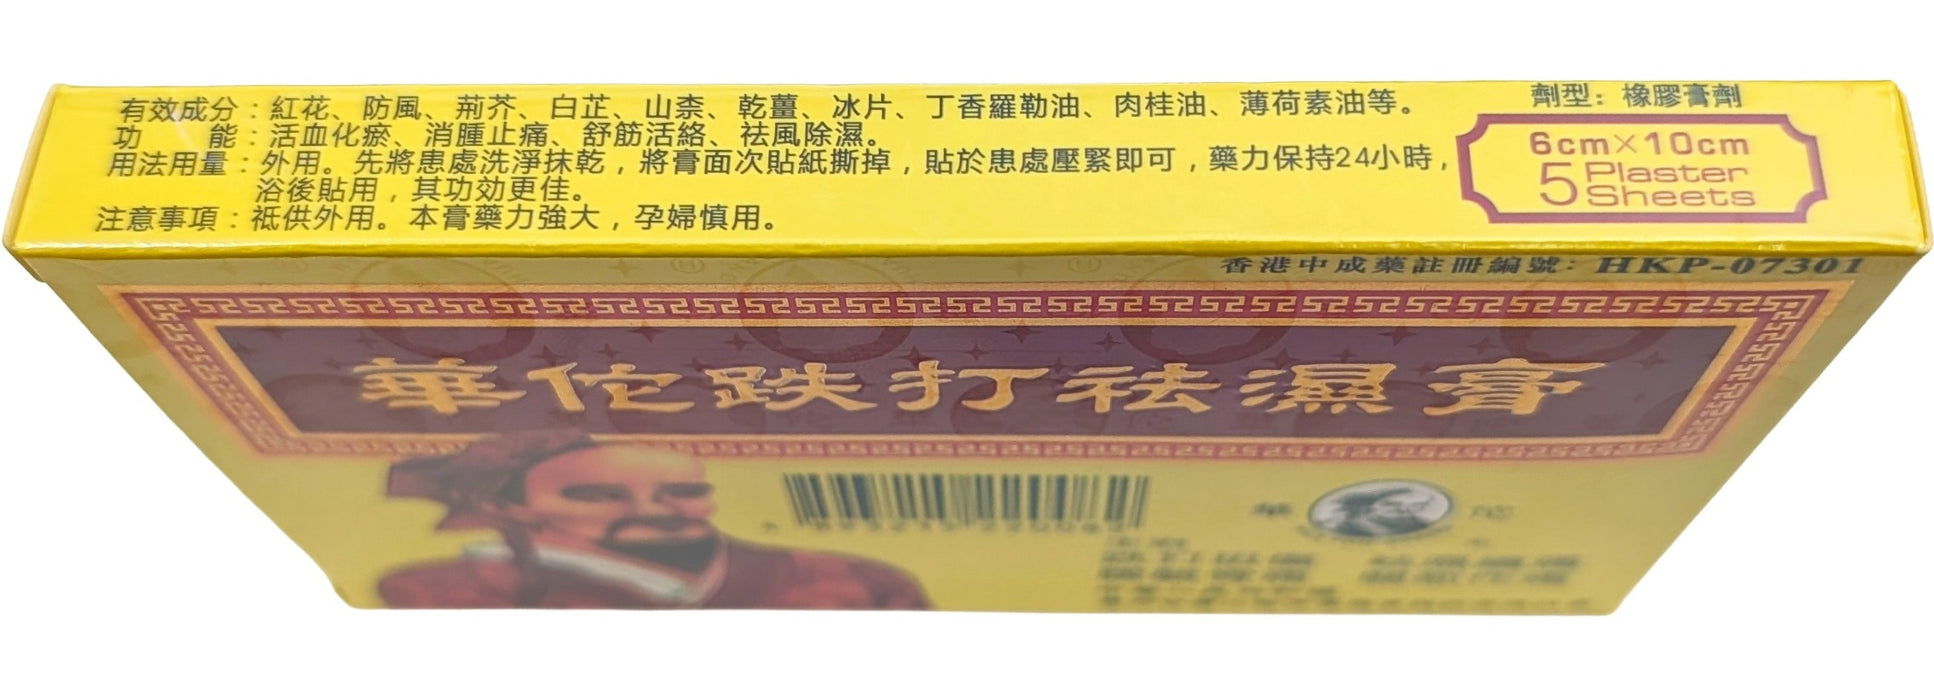 有效成分：紅花、防風、荊芥、白芷、山柰、乾薑、冰片、丁香羅勒油、肉桂油、薄荷素油等。
功　　能：活血化瘀、消腫止痛、舒筋活絡、祛風除濕。
用法用量：外用。先將患處洗淨抹乾，將膏面次貼紙撕掉，貼於患處壓緊即可，藥力保持24小時，
浴後貼用，其功効更佳。
注意事項：祗供外用。本膏藥力強大，孕婦慎用。
劑型：橡膠膏劑
6cm×10cm
5 Plaster
Sheets
香港中成藥註冊編號：HKP-07301
華佗跌打祛濕膏
華佗